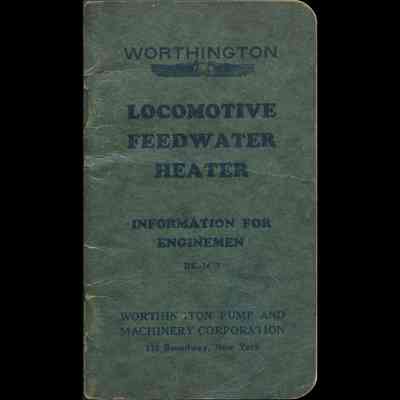 WORTHINGTON
LOCOMOTIVE
FEEDWATER
HEATER
INFORMATION FOR
ENGINEMEN
WORTHINGTON PUMP AND
MACHINERY CORPORATION
115 Broadway, New York